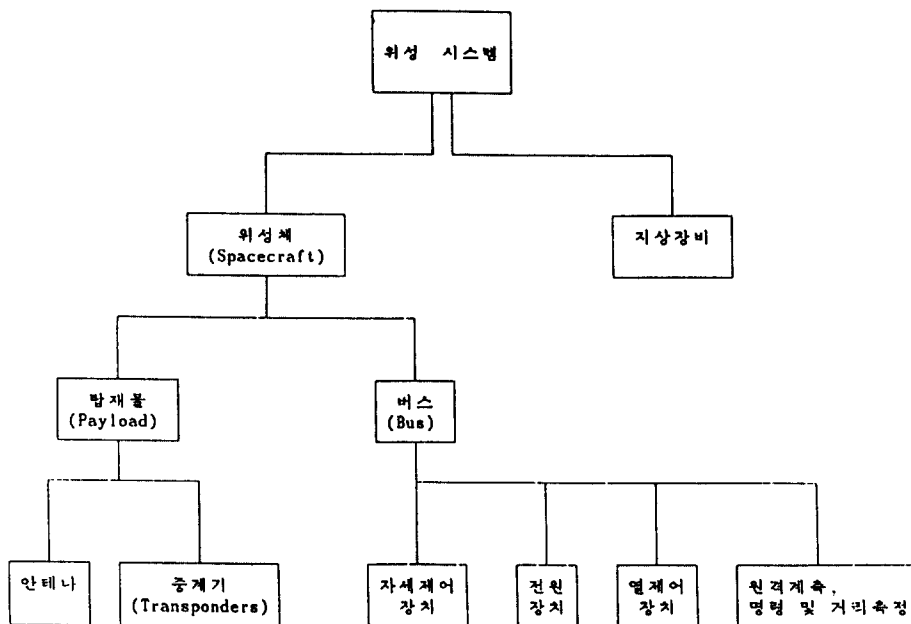 위성 시스템
위성체
(Spacecraft)
지상장비
탑재물
(Payload)
버스
(Bus)
안테나
중계기
(Transponders)
자세제어
장치
전원
장치
열제어
장치
원격계측,
명령 및 거리측정